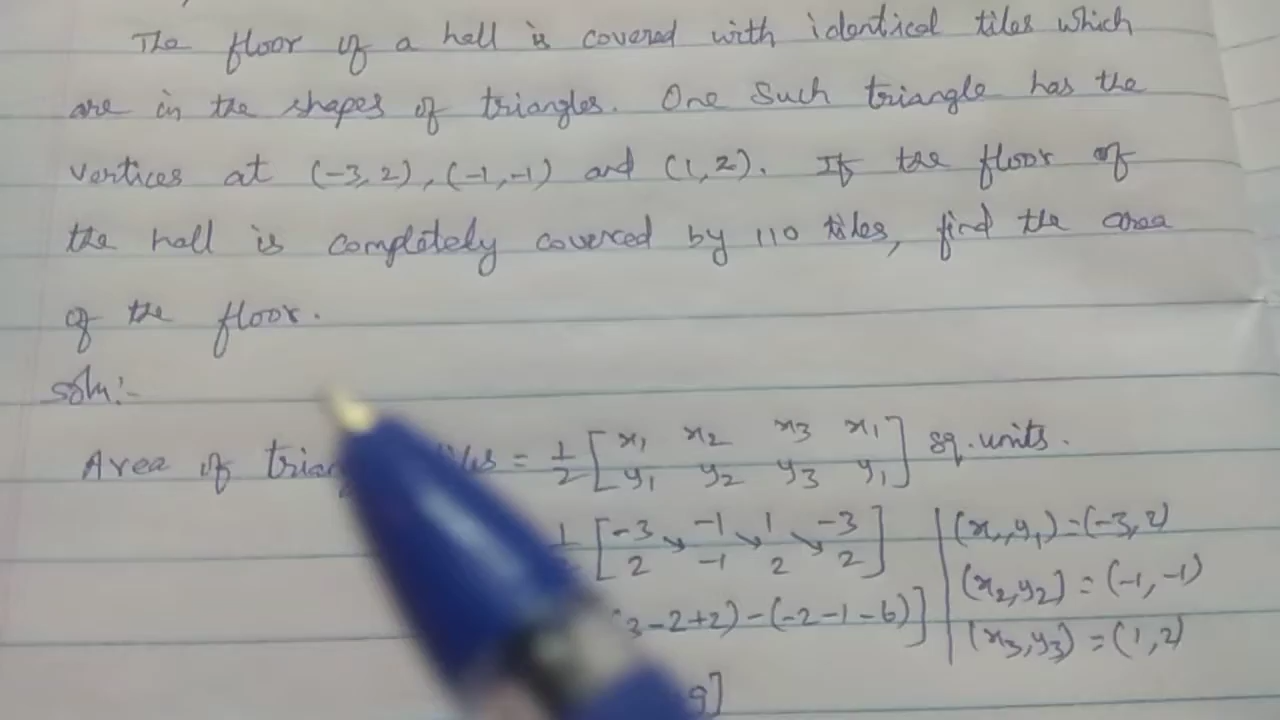 The floor of a hall is covered with identical tiles which
are in the shapes of triangles. One such triangle has the
vertices at (-3,2), (-1,-1) and (1,2). If the floor of
the hall is completely covered by 110 tiles, find the area
of the floor.
Soln:-
Area of = 1/2 [x₁ x₂ x₃ x₁
y₁ y₂ y₃ y₁] sq.units.
[-3 -1 1 -3
2 -1 2 2]
(x₁,y₁)=(-3,2)
(x₂,y₂)=(-1,-1)
3-2+2)-(-2-1-6)]
(x₃,y₃)=(1,2)
9]